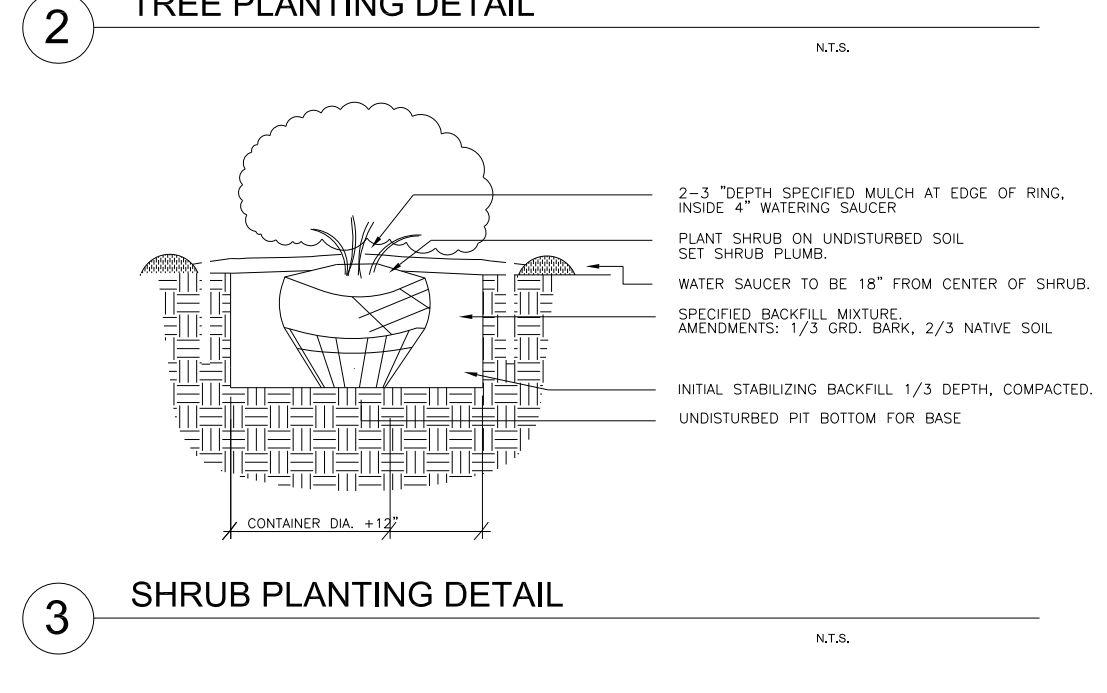 2
TREE PLANTING DETAIL
N.T.S.
2-3 "DEPTH SPECIFIED MULCH AT EDGE OF RING,
INSIDE 4" WATERING SAUCER
PLANT SHRUB ON UNDISTURBED SOIL
SET SHRUB PLUMB.
WATER SAUCER TO BE 18" FROM CENTER OF SHRUB.
SPECIFIED BACKFILL MIXTURE.
AMENDMENTS: 1/3 GRD. BARK, 2/3 NATIVE SOIL
INITIAL STABILIZING BACKFILL 1/3 DEPTH, COMPACTED.
UNDISTURBED PIT BOTTOM FOR BASE
CONTAINER DIA. +12"
3
SHRUB PLANTING DETAIL
N.T.S.